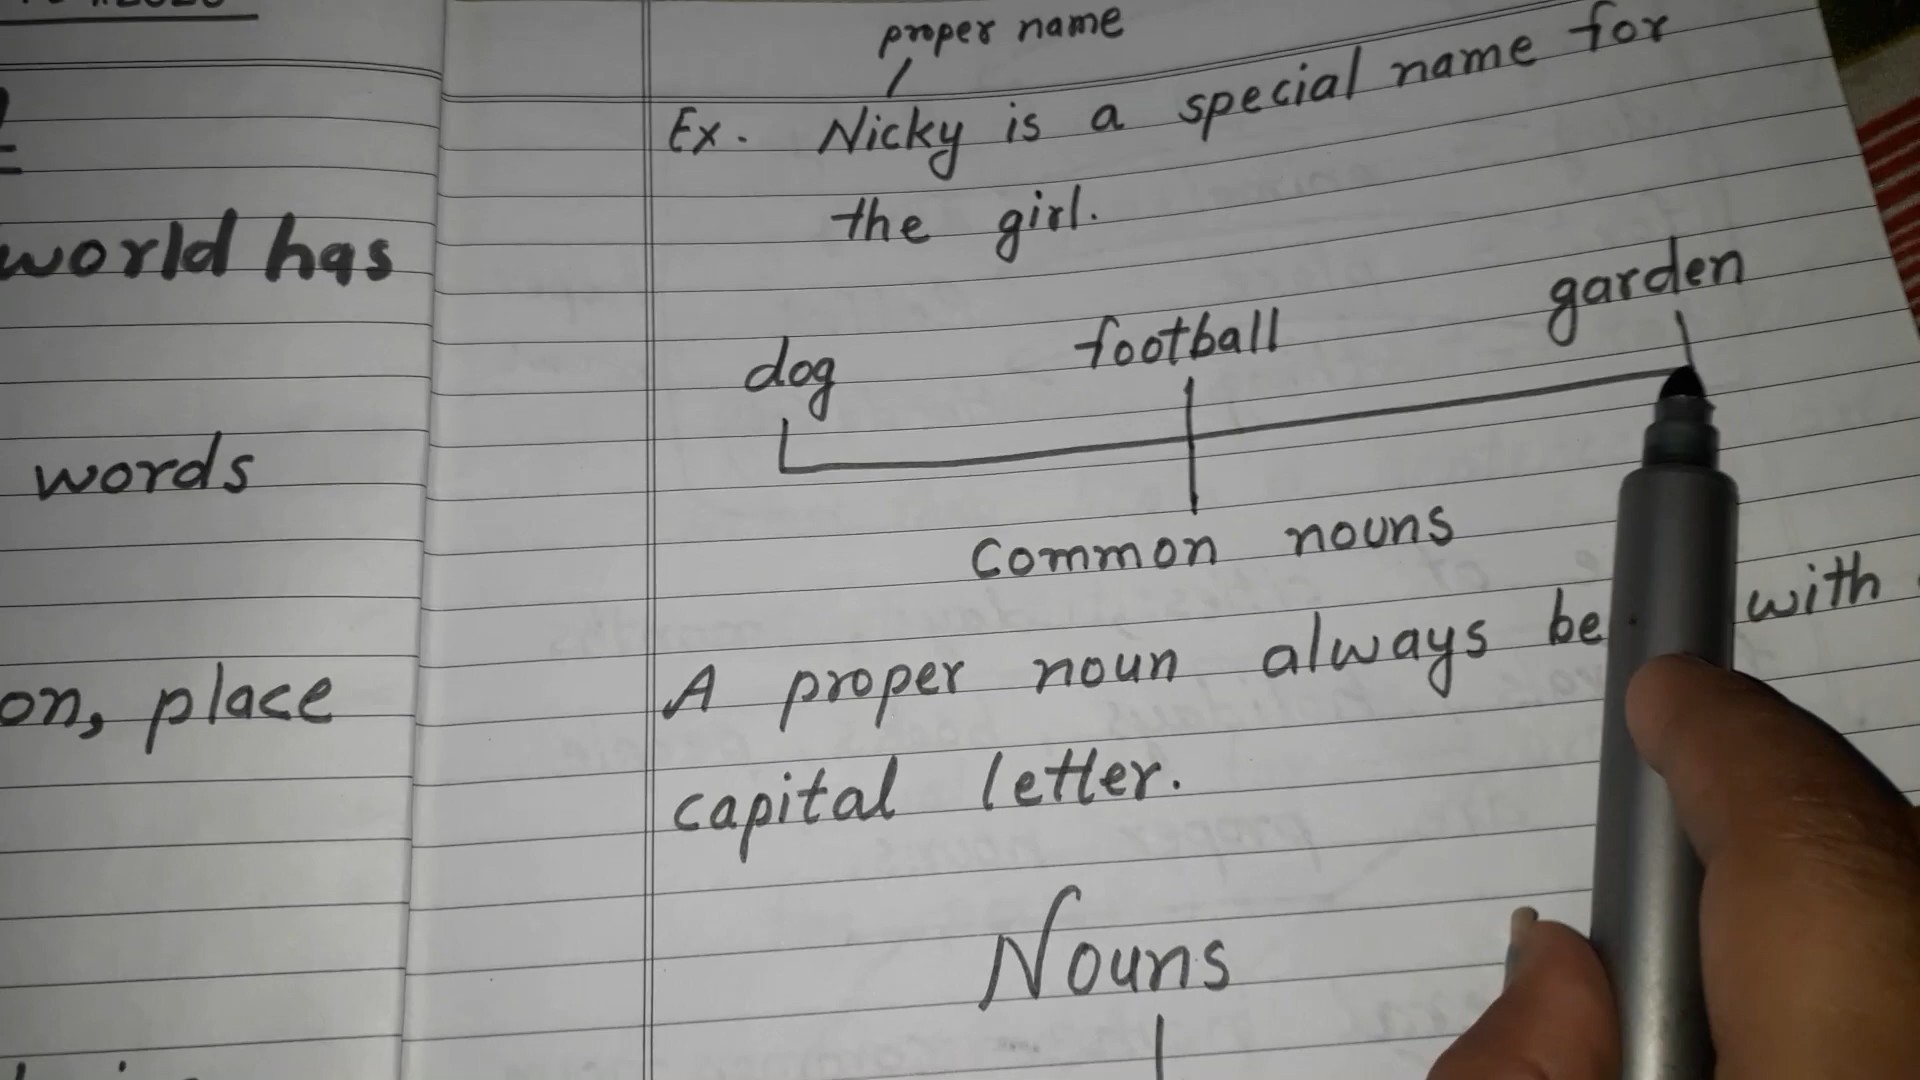 world has
words
on, place
proper name
Ex. Nicky is a special name for
the girl.
dog football garden
Common nouns
A proper noun always be with
capital letter.
Nouns